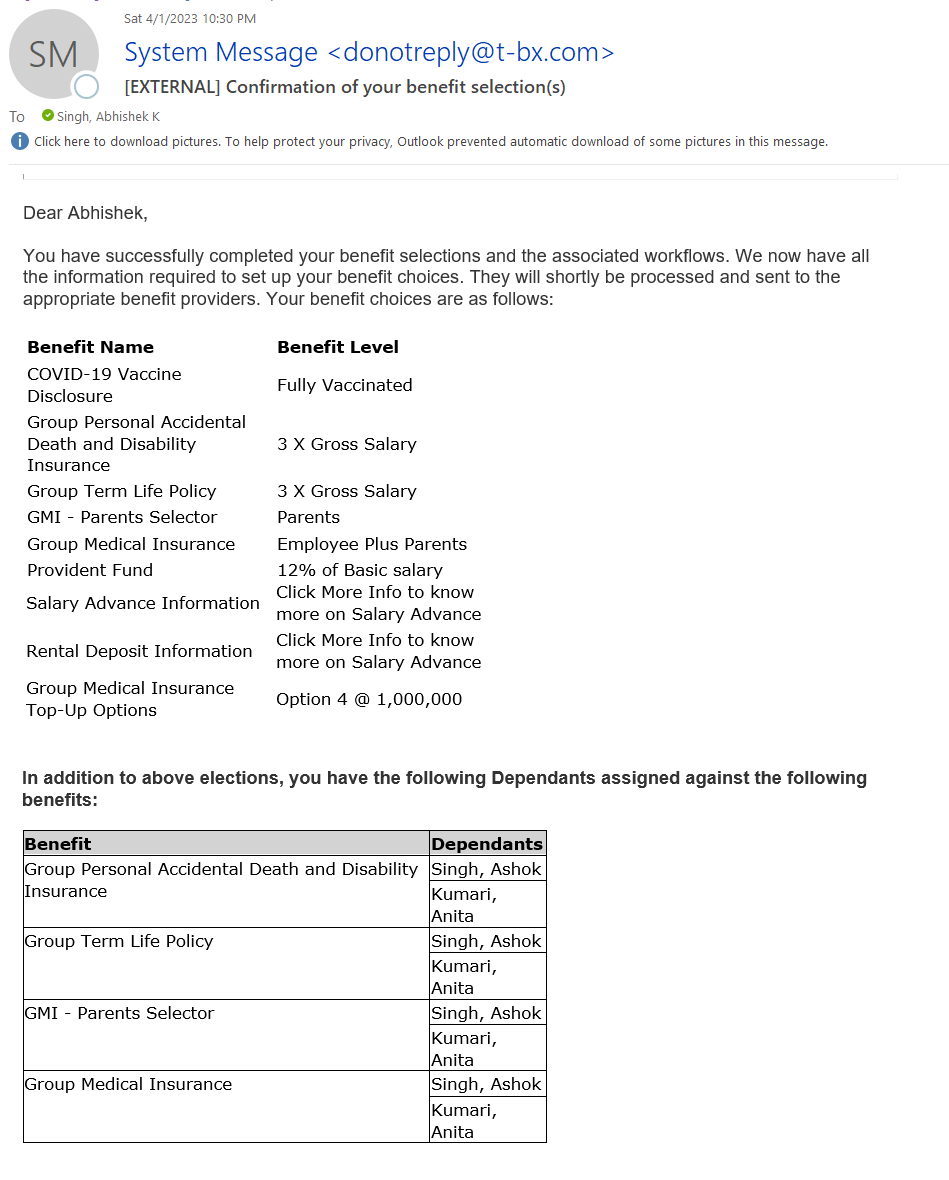 Sat 4/1/2023 10:30 PM
SM
System Message <donotreply@t-bx.com>
[EXTERNAL] Confirmation of your benefit selection(s)
To Singh, Abhishek K
Click here to download pictures. To help protect your privacy, Outlook prevented automatic download of some pictures in this message.
Dear Abhishek,
You have successfully completed your benefit selections and the associated workflows. We now have all
the information required to set up your benefit choices. They will shortly be processed and sent to the
appropriate benefit providers. Your benefit choices are as follows:
Benefit Name Benefit Level
COVID-19 Vaccine
Disclosure
Fully Vaccinated
Group Personal Accidental
Death and Disability
Insurance
3 X Gross Salary
Group Term Life Policy 3 X Gross Salary
GMI - Parents Selector Parents
Group Medical Insurance Employee Plus Parents
Provident Fund 12% of Basic salary
Salary Advance Information
Click More Info to know
more on Salary Advance
Rental Deposit Information
Click More Info to know
more on Salary Advance
Group Medical Insurance
Top-Up Options
Option 4 @ 1,000,000
In addition to above elections, you have the following Dependants assigned against the following
benefits:
Benefit Dependants
Group Personal Accidental Death and Disability
Insurance
Singh, Ashok
Kumari,
Anita
Group Term Life Policy
Singh, Ashok
Kumari,
Anita
GMI - Parents Selector
Singh, Ashok
Kumari,
Anita
Group Medical Insurance
Singh, Ashok
Kumari,
Anita